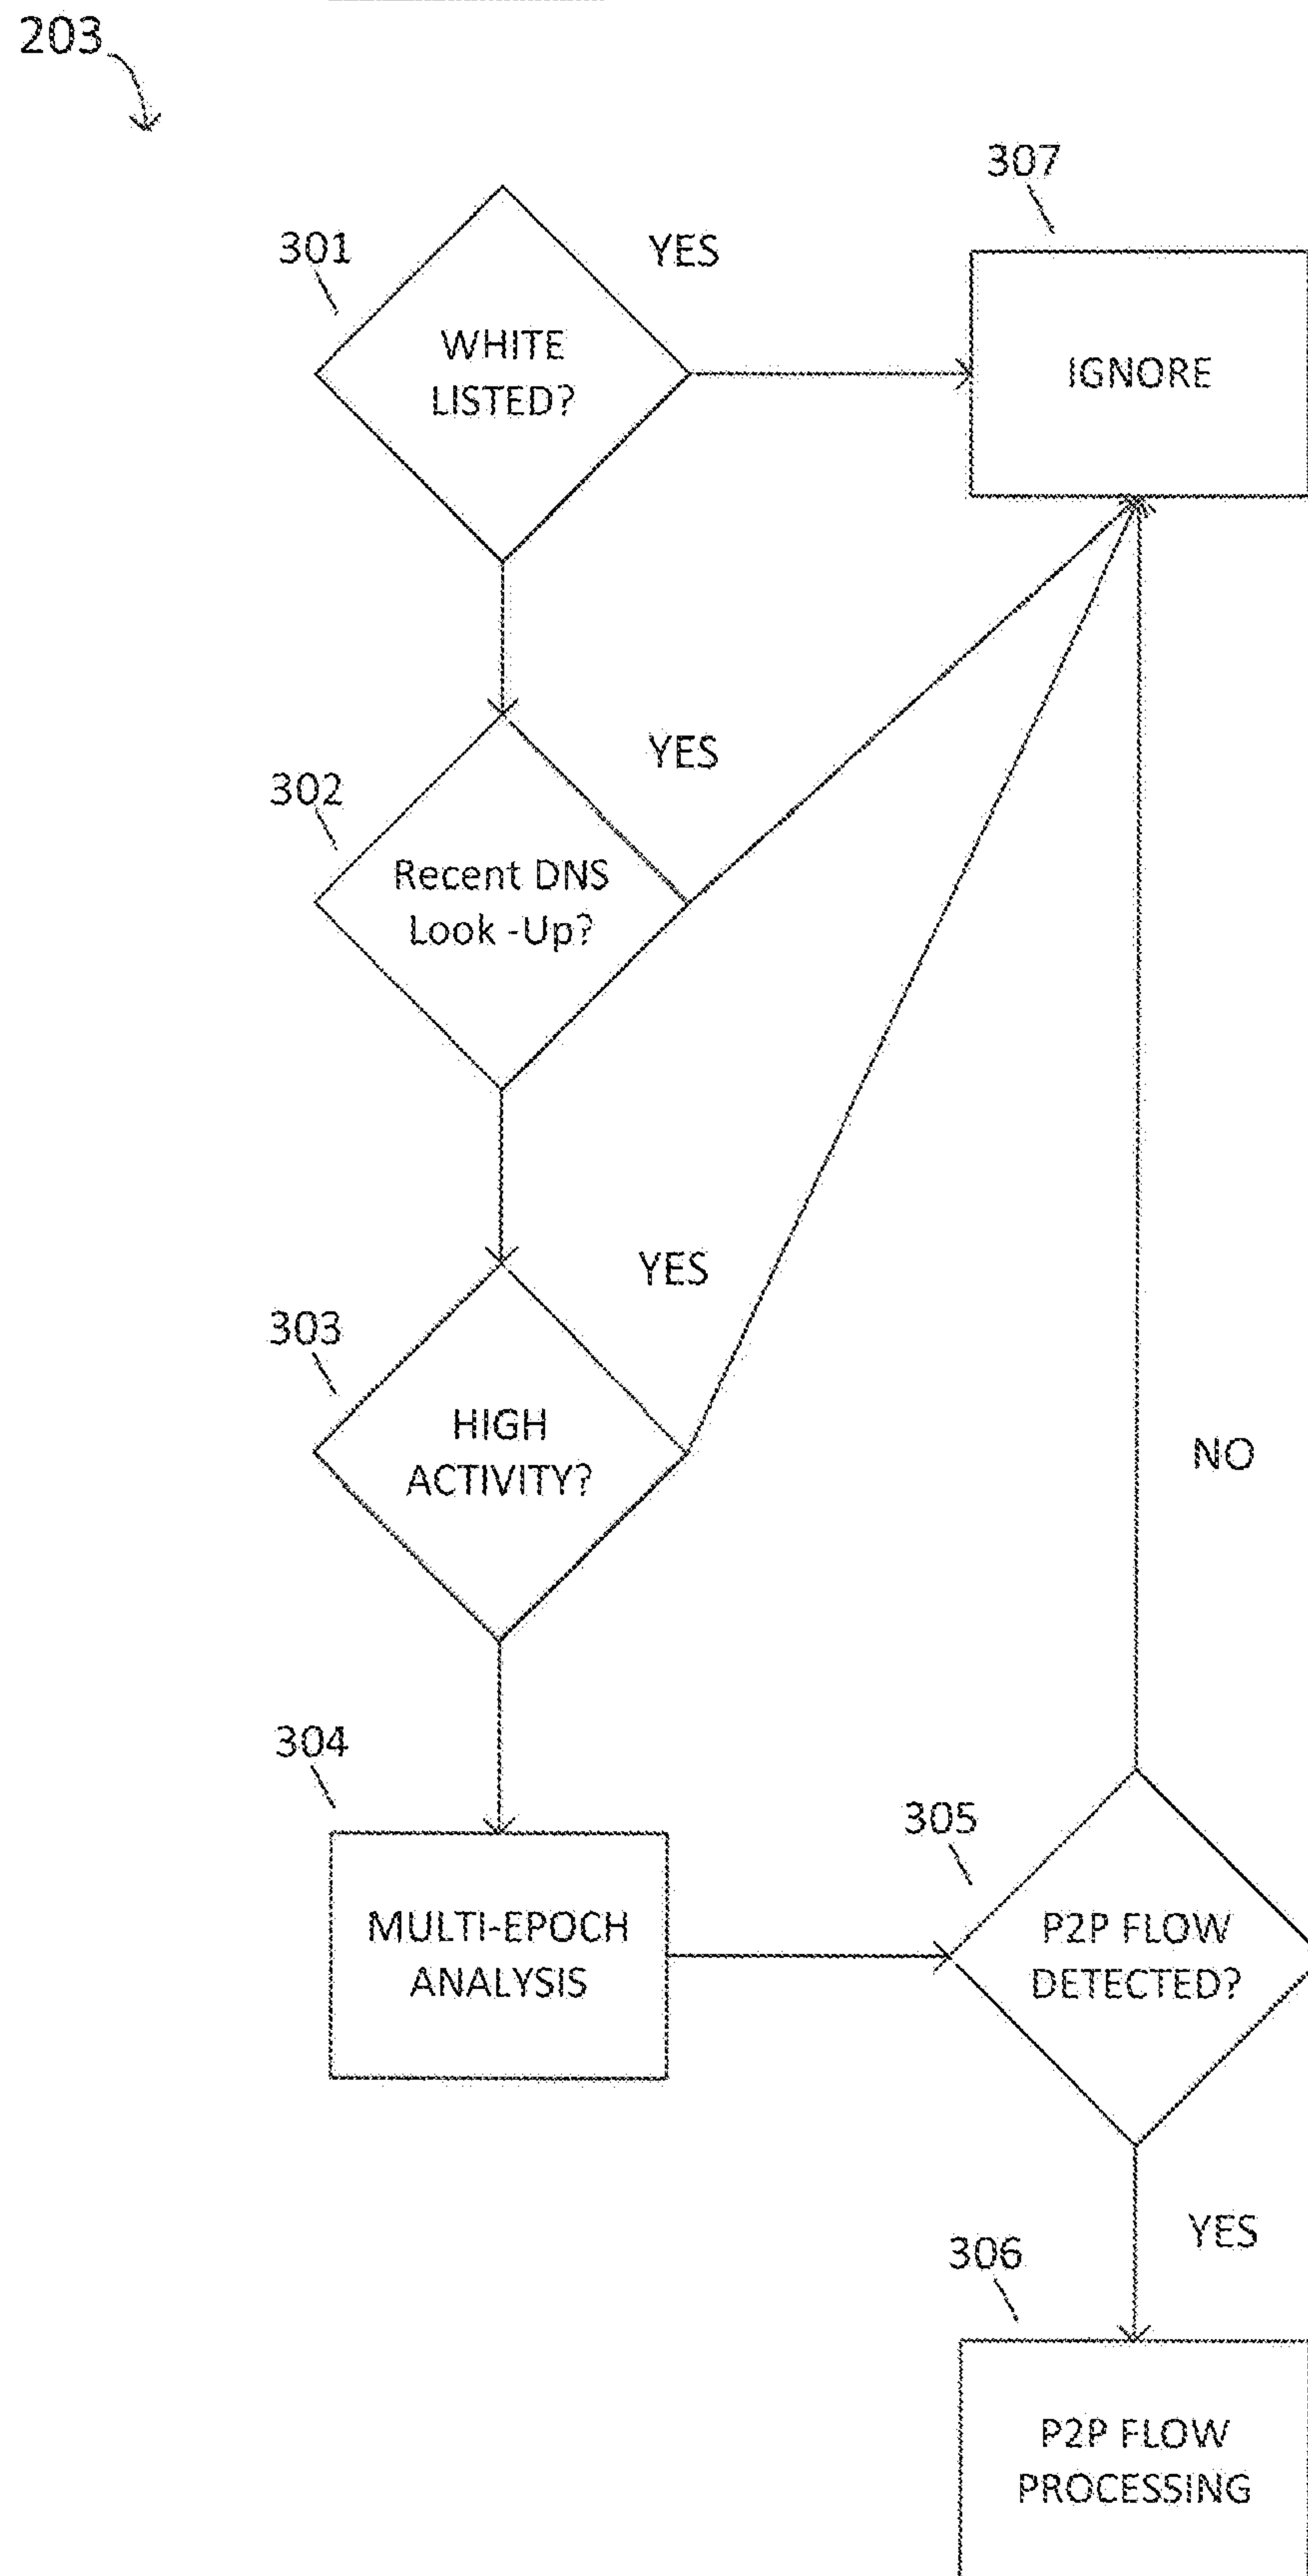 203
307
301
YES
WHITE
LISTED?
IGNORE
302
YES
Recent DNS
Look -Up?
303
YES
HIGH
ACTIVITY?
NO
304
305
MULTI-EPOCH
ANALYSIS
P2P FLOW
DETECTED?
306
YES
P2P FLOW
PROCESSING